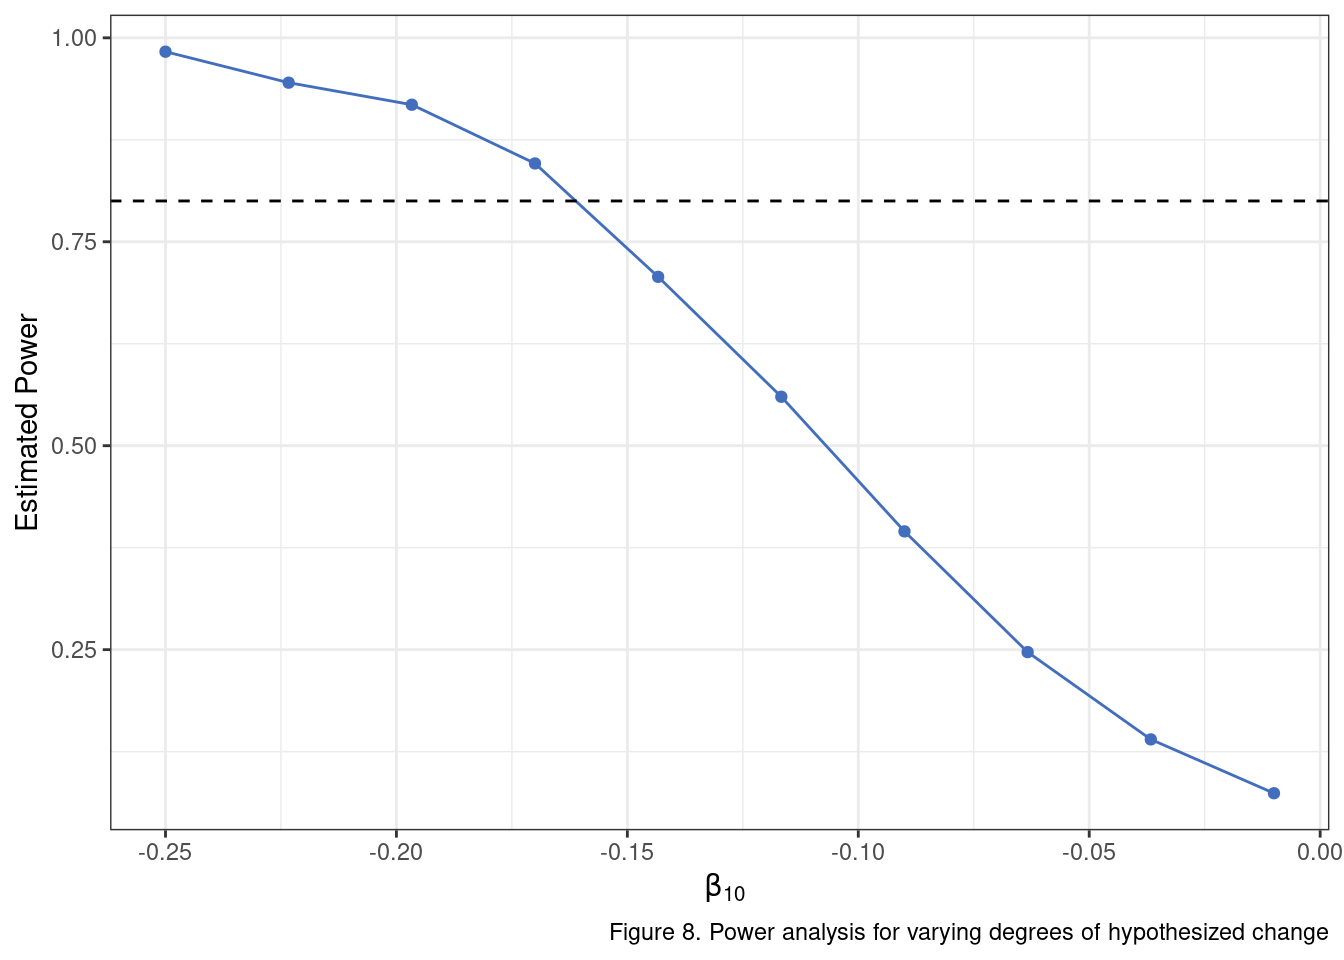 1.00
0.75
0.50
0.25
Estimated Power
-0.25 -0.20 -0.15 -0.10 -0.05 0.00
β₁₀
Figure 8. Power analysis for varying degrees of hypothesized change